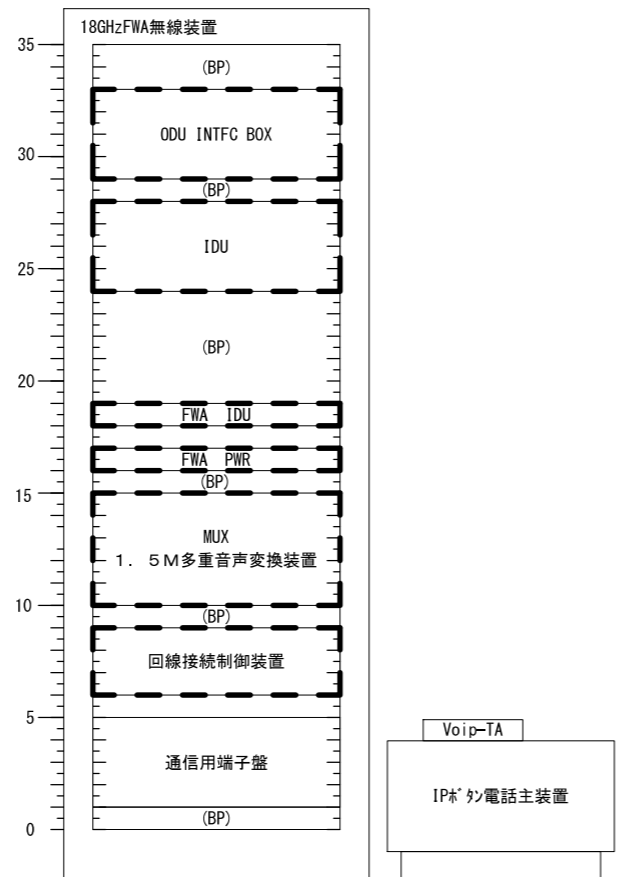 18GHzFWA無線装置
35
(BP)
ODU INTFC BOX
30
(BP)
IDU
25
(BP)
20
FWA IDU
FWA PWR
(BP)
15
MUX
1.5M多重音声変換装置
10
(BP)
回線接続制御装置
5
通信用端子盤
(BP)
0
Voip-TA
IPボタン電話主装置